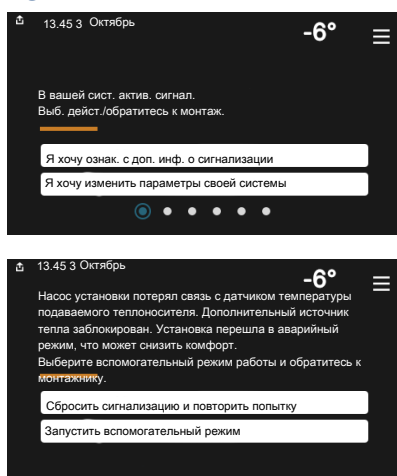 13.45 3 Октябрь
-6°
В вашей сист. актив. сигнал.
Выб. дейст./обратитесь к монтаж.
Я хочу ознак. с доп. инф. о сигнализации
Я хочу изменить параметры своей системы
13.45 3 Октябрь
-6°
Насос установки потерял связь с датчиком температуры
подаваемого теплоносителя. Дополнительный источник
тепла заблокирован. Установка перешла в аварийный
режим, что может снизить комфорт.
Выберите вспомогательный режим работы и обратитесь к
монтажнику.
Сбросить сигнализацию и повторить попытку
Запустить вспомогательный режим